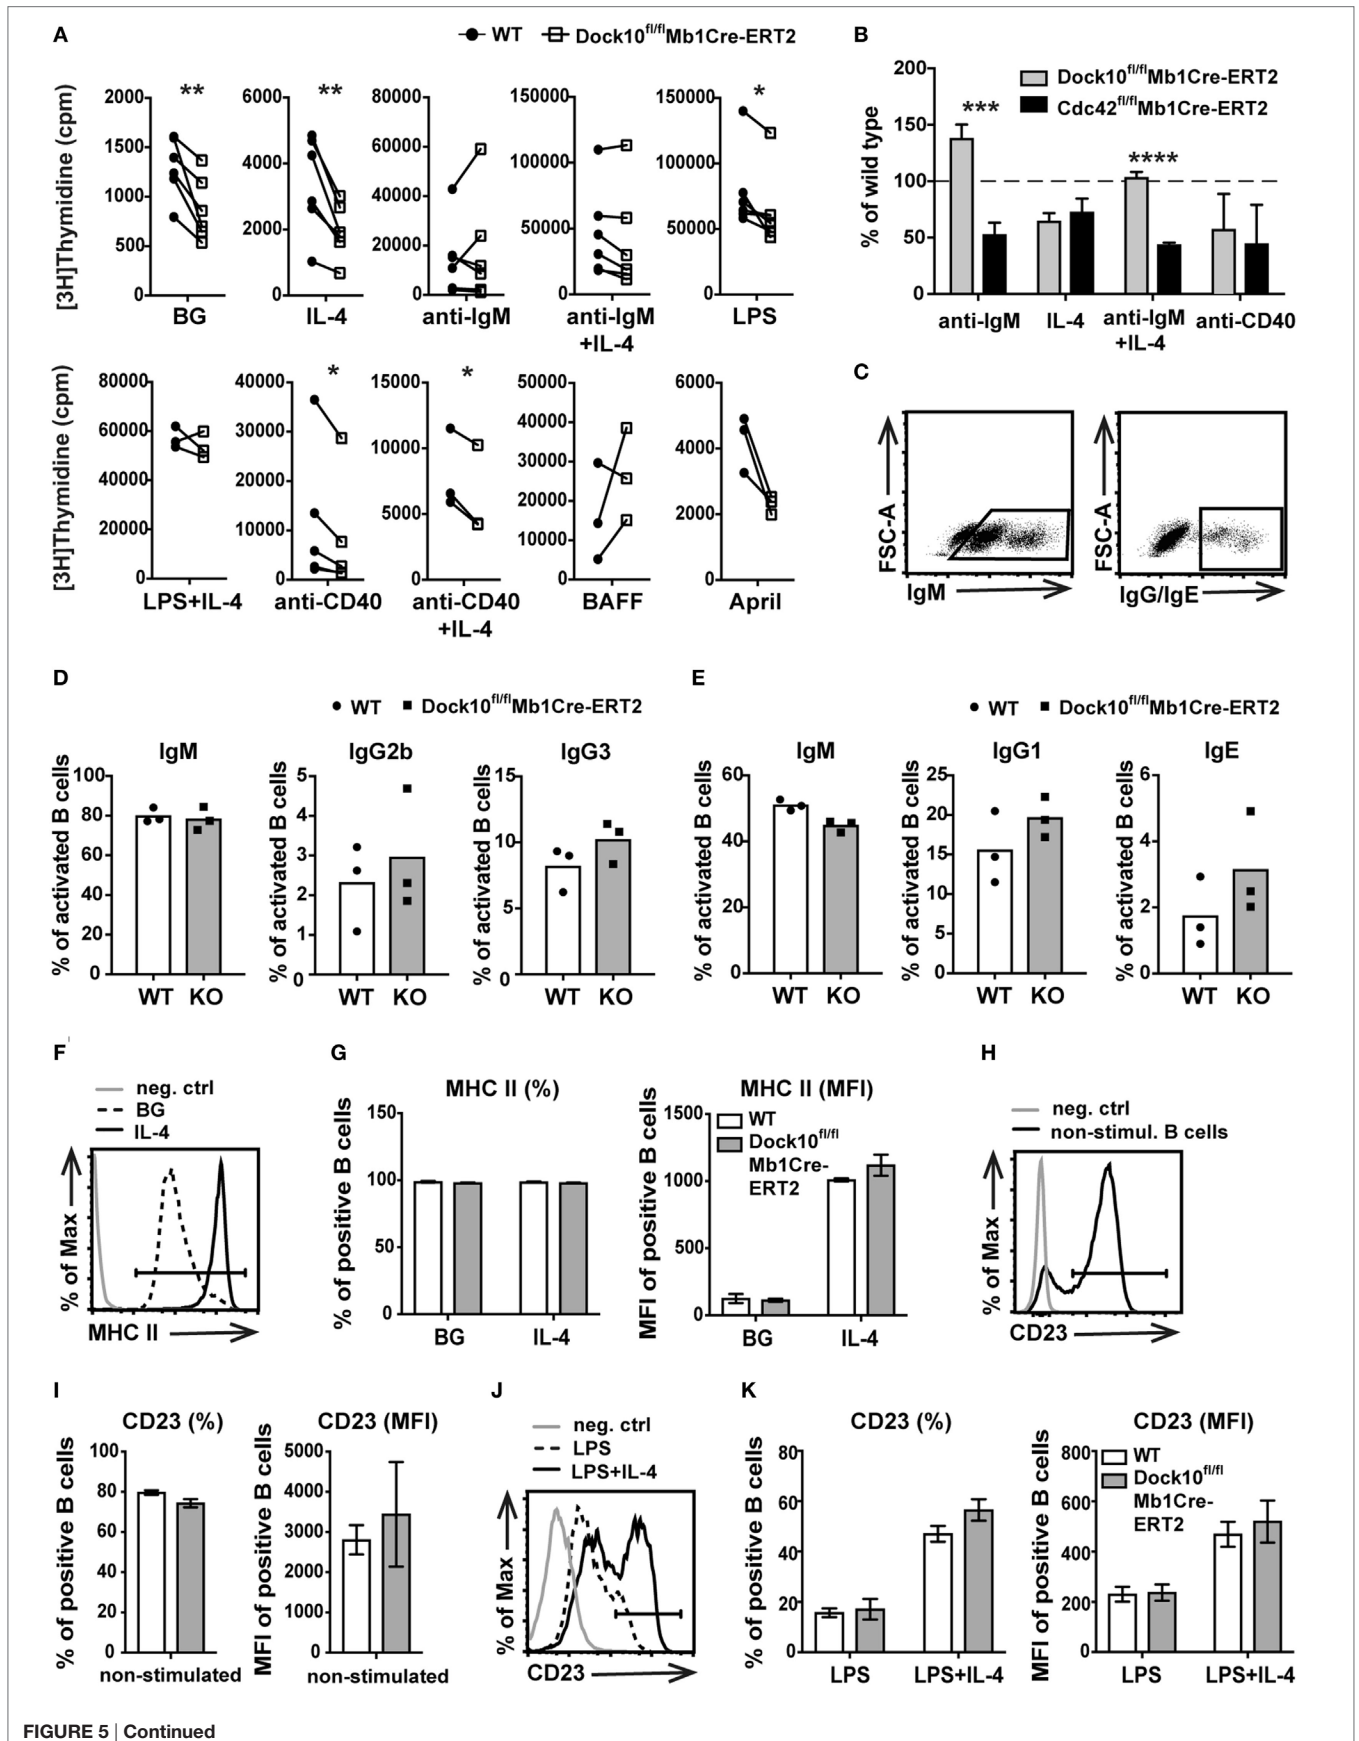 A
WT Dock10fl/flMb1Cre-ERT2
[3H]Thymidine (cpm)
2000
1500
1000
500
0
**
BG
6000
4000
2000
0
**
IL-4
80000
60000
40000
20000
0
anti-IgM
150000
100000
50000
0
anti-IgM
+IL-4
150000
100000
50000
0
*
LPS
[3H]Thymidine (cpm)
80000
60000
40000
20000
0
LPS+IL-4
40000
30000
20000
10000
0
*
anti-CD40
15000
10000
5000
0
*
anti-CD40
+IL-4
50000
40000
30000
20000
10000
0
BAFF
6000
4000
2000
0
April
B
% of wild type
200
150
100
50
0
Dock10fl/flMb1Cre-ERT2
Cdc42fl/flMb1Cre-ERT2
***
****
anti-IgM
IL-4
anti-IgM
+IL-4
anti-CD40
C
FSC-A
IgM
FSC-A
IgG/IgE
D
WT Dock10fl/flMb1Cre-ERT2
IgM
% of activated B cells
100
80
60
40
20
0
WT KO
IgG2b
% of activated B cells
5
4
3
2
1
0
WT KO
IgG3
% of activated B cells
15
10
5
0
WT KO
E
WT Dock10fl/flMb1Cre-ERT2
IgM
% of activated B cells
60
40
20
0
WT KO
IgG1
% of activated B cells
25
20
15
10
5
0
WT KO
IgE
% of activated B cells
6
4
2
0
WT KO
F
neg. ctrl
BG
IL-4
% of Max
MHC II
G
MHC II (%)
% of positive B cells
150
100
50
0
BG IL-4
MHC II (MFI)
MFI of positive B cells
1500
1000
500
0
WT
Dock10fl/fl
Mb1Cre-
ERT2
BG IL-4
H
neg. ctrl
non-stimul. B cells
% of Max
CD23
I
CD23 (%)
% of positive B cells
100
80
60
40
20
0
non-stimulated
CD23 (MFI)
MFI of positive B cells
5000
4000
3000
2000
1000
0
non-stimulated
J
neg. ctrl
LPS
LPS+IL-4
% of Max
CD23
K
CD23 (%)
% of positive B cells
80
60
40
20
0
LPS LPS+IL-4
CD23 (MFI)
MFI of positive B cells
800
600
400
200
0
WT
Dock10fl/fl
Mb1Cre-
ERT2
LPS LPS+IL-4
FIGURE 5 | Continued